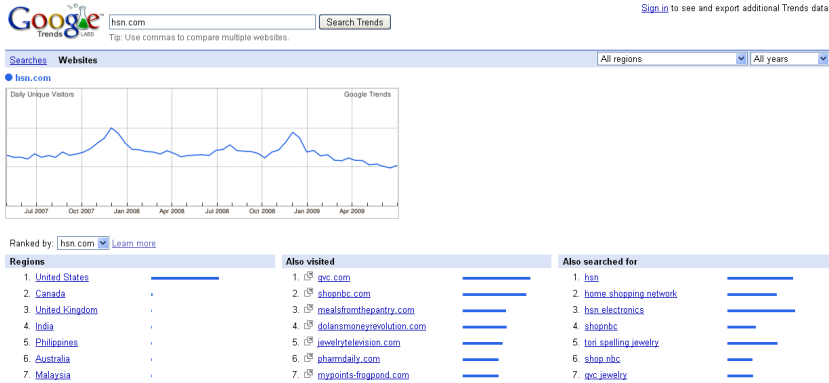 Sign in to see and export additional Trends data
Google Trends LABS
hsn.com Search Trends
Tip: Use commas to compare multiple websites.
Searches Websites All regions All years
hsn.com
Daily Unique Visitors Google Trends
Jul 2007 Oct 2007 Jan 2008 Apr 2008 Jul 2008 Oct 2008 Jan 2009 Apr 2009
Ranked by: hsn.com Learn more
Regions
1. United States
2. Canada
3. United Kingdom
4. India
5. Philippines
6. Australia
7. Malaysia
Also visited
1. qvc.com
2. shopnbc.com
3. mealsfromthepantry.com
4. dolansmoneyrevolution.com
5. jewelrytelevision.com
6. pharmdaily.com
7. mypoints-frogpond.com
Also searched for
1. hsn
2. home shopping network
3. hsn electronics
4. shopnbc
5. tori spelling jewelry
6. shop nbc
7. qvc jewelry